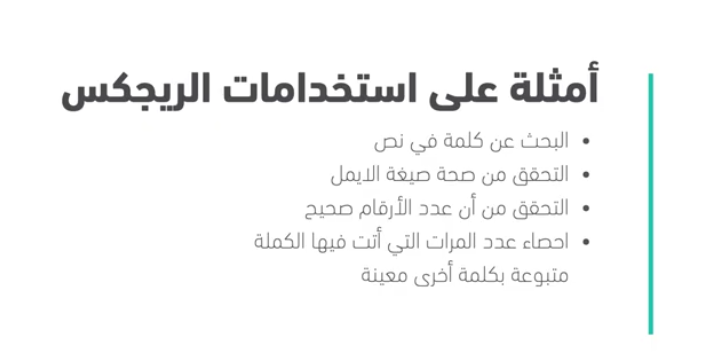 أمثلة على استخدامات الريجكس
• البحث عن كلمة في نص
• التحقق من صحة صيغة الايمل
• التحقق من أن عدد الأرقام صحيح
• احصاء عدد المرات التي أتت فيها الكملة
متبوعة بكلمة أخرى معينة